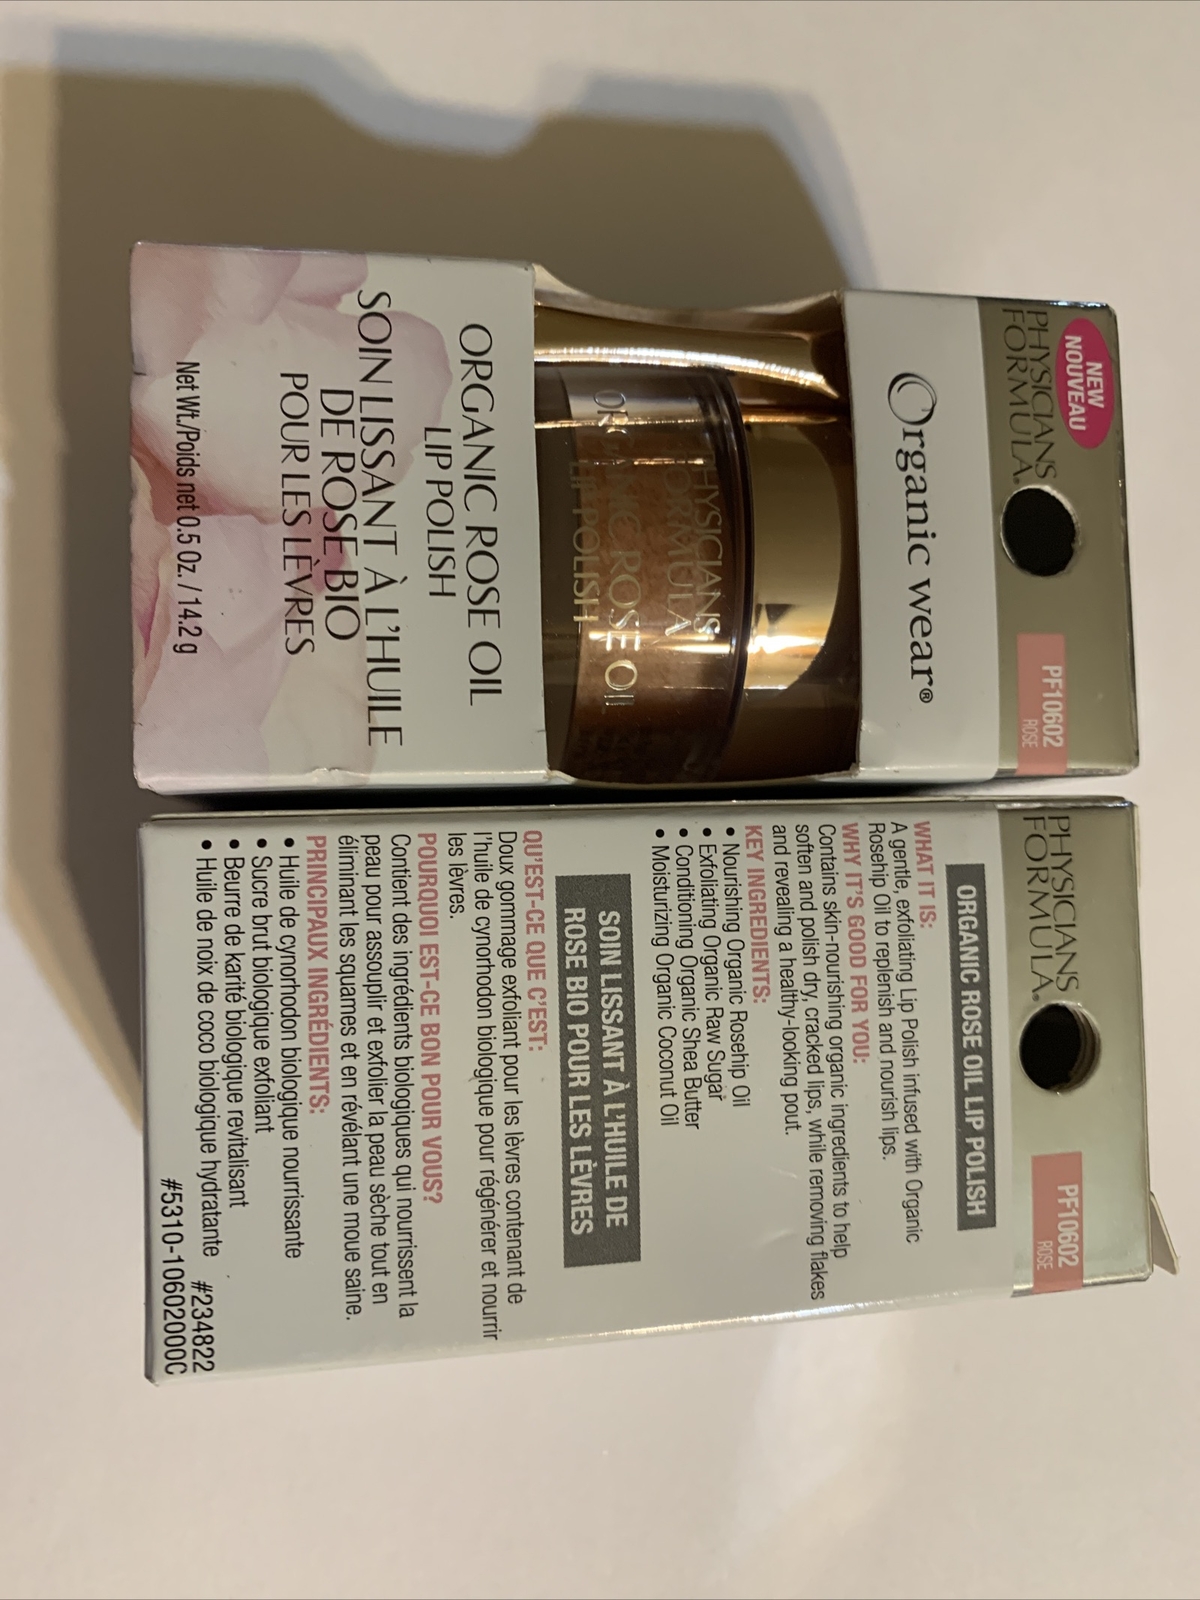 NEW
NOUVEAU
PHYSICIANS
FORMULA®
PF10602
ROSE
Organic wear®
PHYSICIANS
FORMULA
ORGANIC ROSE OIL
LIP POLISH
ORGANIC ROSE OIL
LIP POLISH
SOIN LISSANT À L'HUILE
DE ROSE BIO
POUR LES LÈVRES
Net Wt./Poids net 0.5 Oz. / 14.2 g
PHYSICIANS
FORMULA®
PF10602
ROSE
ORGANIC ROSE OIL LIP POLISH
WHAT IT IS:
A gentle, exfoliating Lip Polish infused with Organic
Rosehip Oil to replenish and nourish lips.
WHY IT'S GOOD FOR YOU:
Contains skin-nourishing organic ingredients to help
soften and polish dry, cracked lips, while removing flakes
and revealing a healthy-looking pout.
KEY INGREDIENTS:
• Nourishing Organic Rosehip Oil
• Exfoliating Organic Raw Sugar
• Conditioning Organic Shea Butter
• Moisturizing Organic Coconut Oil
SOIN LISSANT À L'HUILE DE
ROSE BIO POUR LES LÈVRES
QU'EST-CE QUE C'EST:
Doux gommage exfoliant pour les lèvres contenant de
l'huile de cynorhodon biologique pour régénérer et nourrir
les lèvres.
POURQUOI EST-CE BON POUR VOUS?
Contient des ingrédients biologiques qui nourrissent la
peau pour assouplir et exfolier la peau sèche tout en
éliminant les squames et en révélant une moue saine.
PRINCIPAUX INGRÉDIENTS:
• Huile de cynorhodon biologique nourrissante
• Sucre brut biologique exfoliant
• Beurre de karité biologique revitalisant
• Huile de noix de coco biologique hydratante #234822
#5310-10602000C